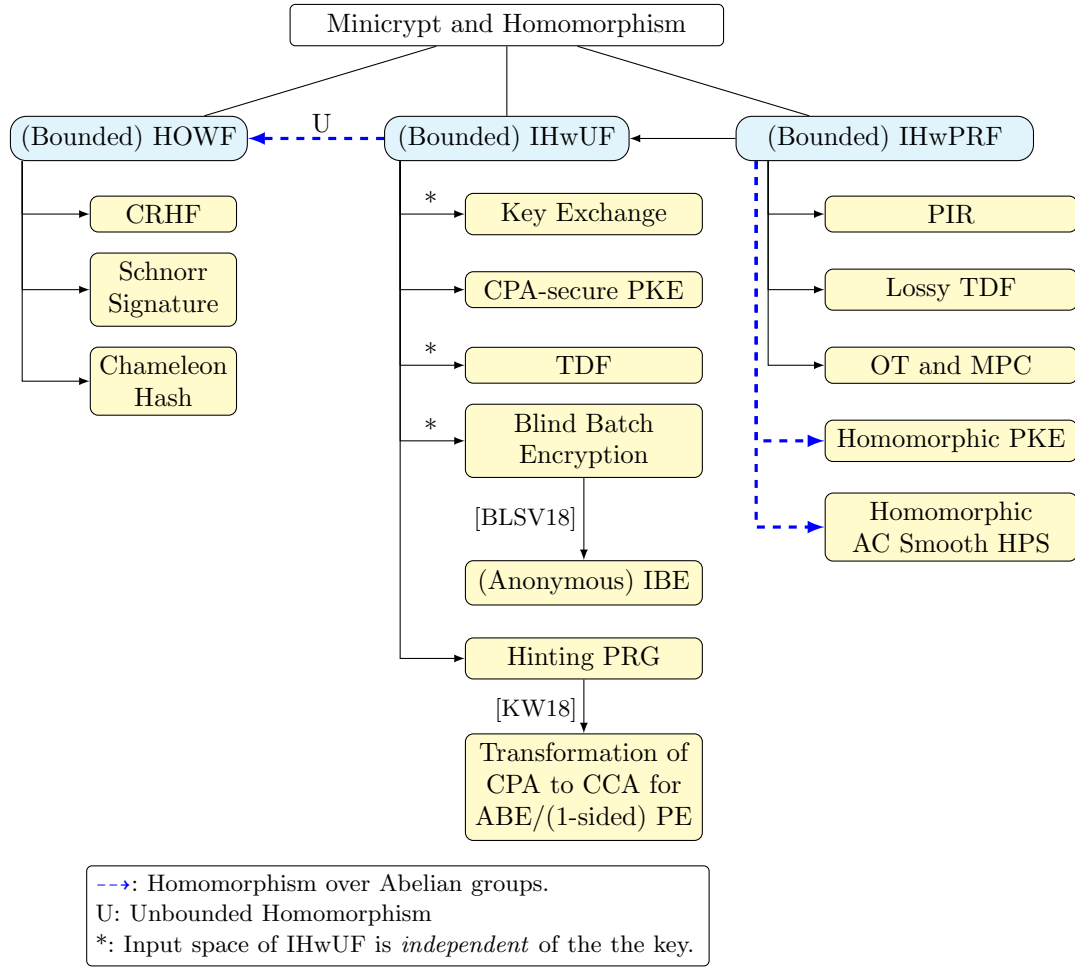 Minicrypt and Homomorphism
(Bounded) HOWF
U
(Bounded) IHwUF
(Bounded) IHwPRF
CRHF
Schnorr
Signature
Chameleon
Hash
*
Key Exchange
CPA-secure PKE
*
TDF
*
Blind Batch
Encryption
[BLSV18]
(Anonymous) IBE
Hinting PRG
[KW18]
Transformation of
CPA to CCA for
ABE/(1-sided) PE
PIR
Lossy TDF
OT and MPC
Homomorphic PKE
Homomorphic
AC Smooth HPS
: Homomorphism over Abelian groups.
U: Unbounded Homomorphism
*: Input space of IHwUF is independent of the the key.